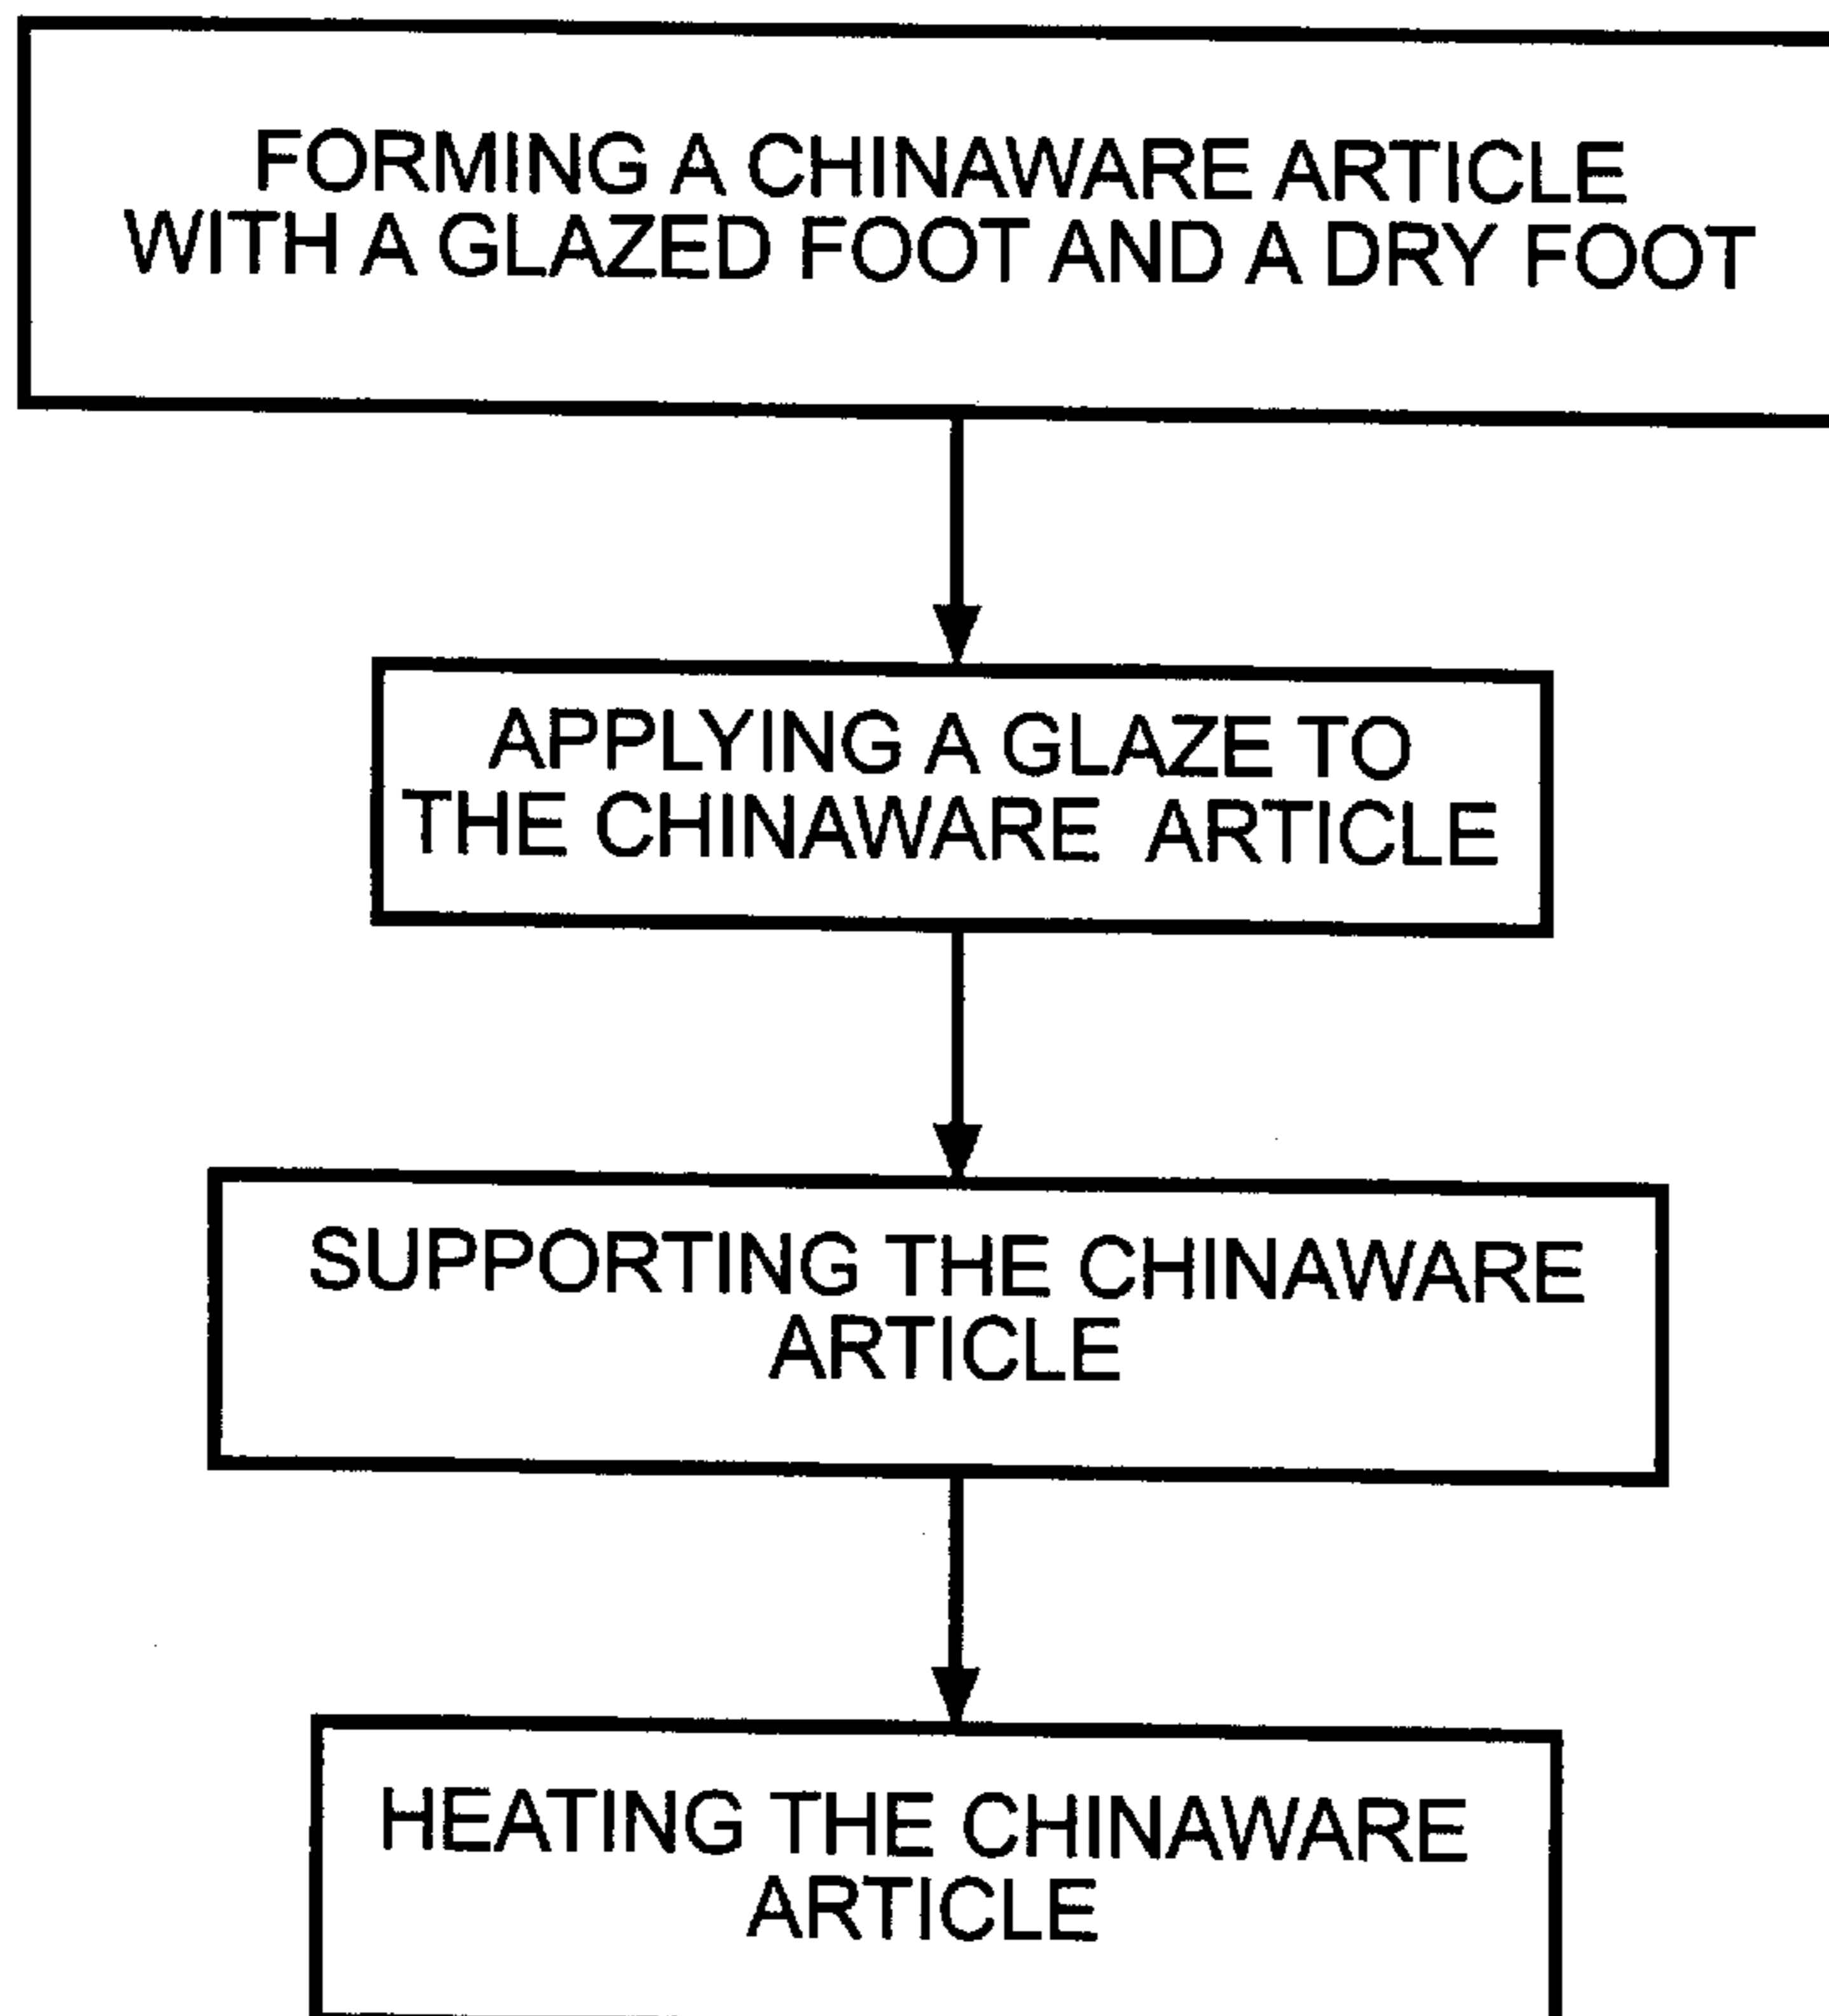 FORMING A CHINAWARE ARTICLE
WITH A GLAZED FOOT AND A DRY FOOT
APPLYING A GLAZE TO
THE CHINAWARE ARTICLE
SUPPORTING THE CHINAWARE
ARTICLE
HEATING THE CHINAWARE
ARTICLE